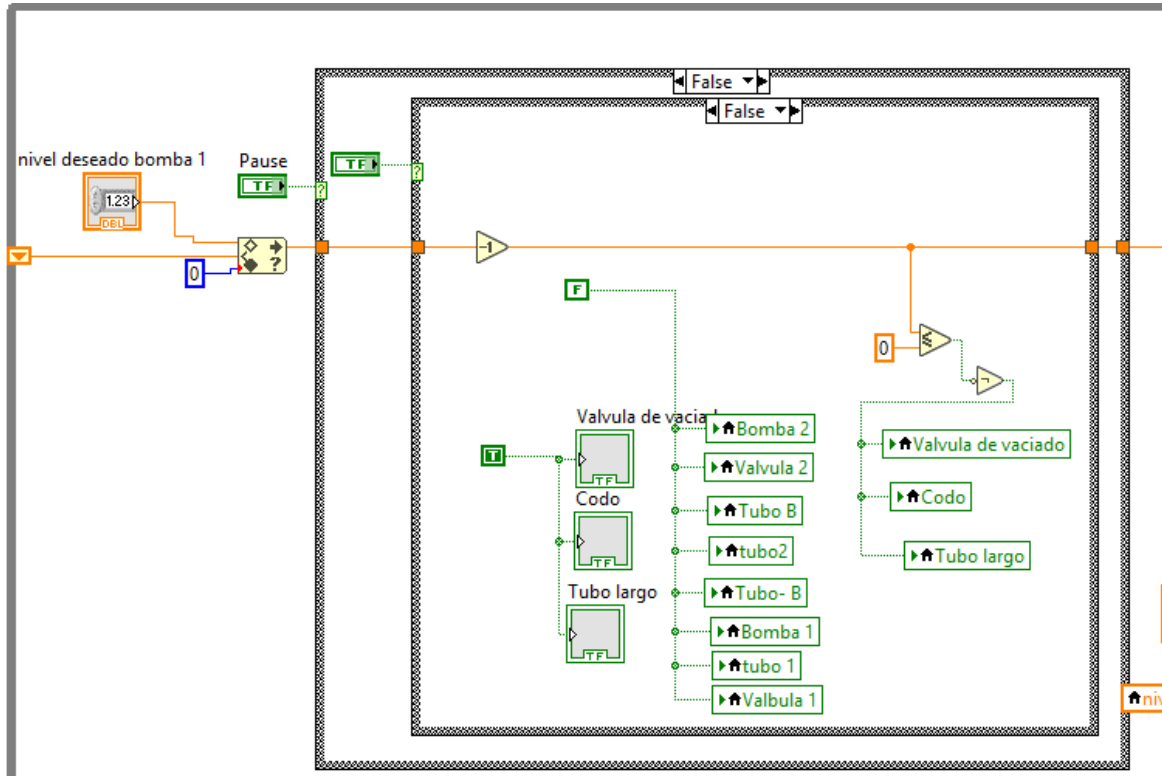 False
False
nivel deseado bomba 1
Pause
TF
TF
1.23
DBL
?
?
-1
?
0
F
0
Valvula de vaciad
Bomba 2
Valvula de vaciado
T
TF
Valvula 2
Codo
Codo
Tubo B
TF
tubo2
Tubo largo
Tubo largo
Tubo- B
TF
Bomba 1
tubo 1
Valbula 1
niv